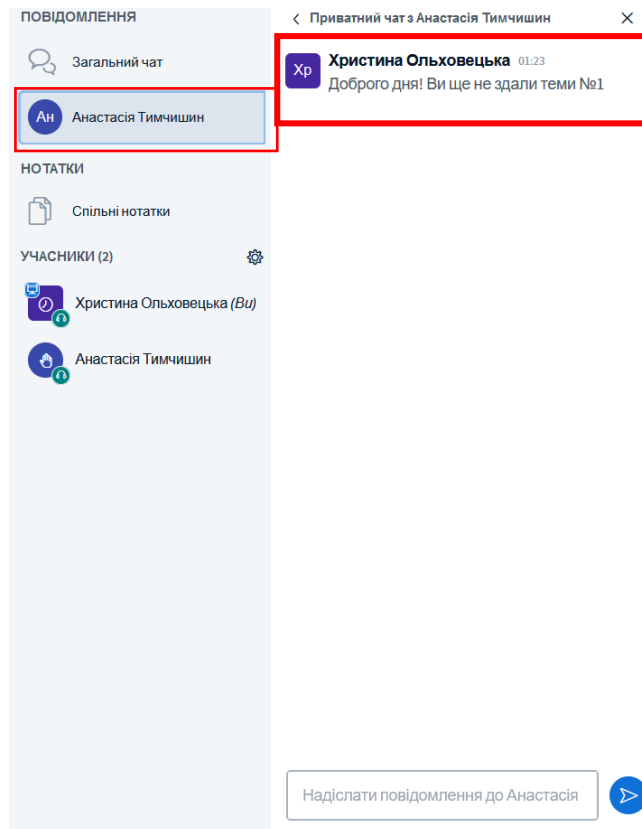 ПОВІДОМЛЕННЯ
Загальний чат
Ан
Анастасія Тимчишин
НОТАТКИ
Спільні нотатки
УЧАСНИКИ (2)
Христина Ольховецька (Ви)
Анастасія Тимчишин
Приватний чат з Анастасія Тимчишин
Хр
Христина Ольховецька 01:23
Доброго дня! Ви ще не здали теми №1
Надіслати повідомлення до Анастасія